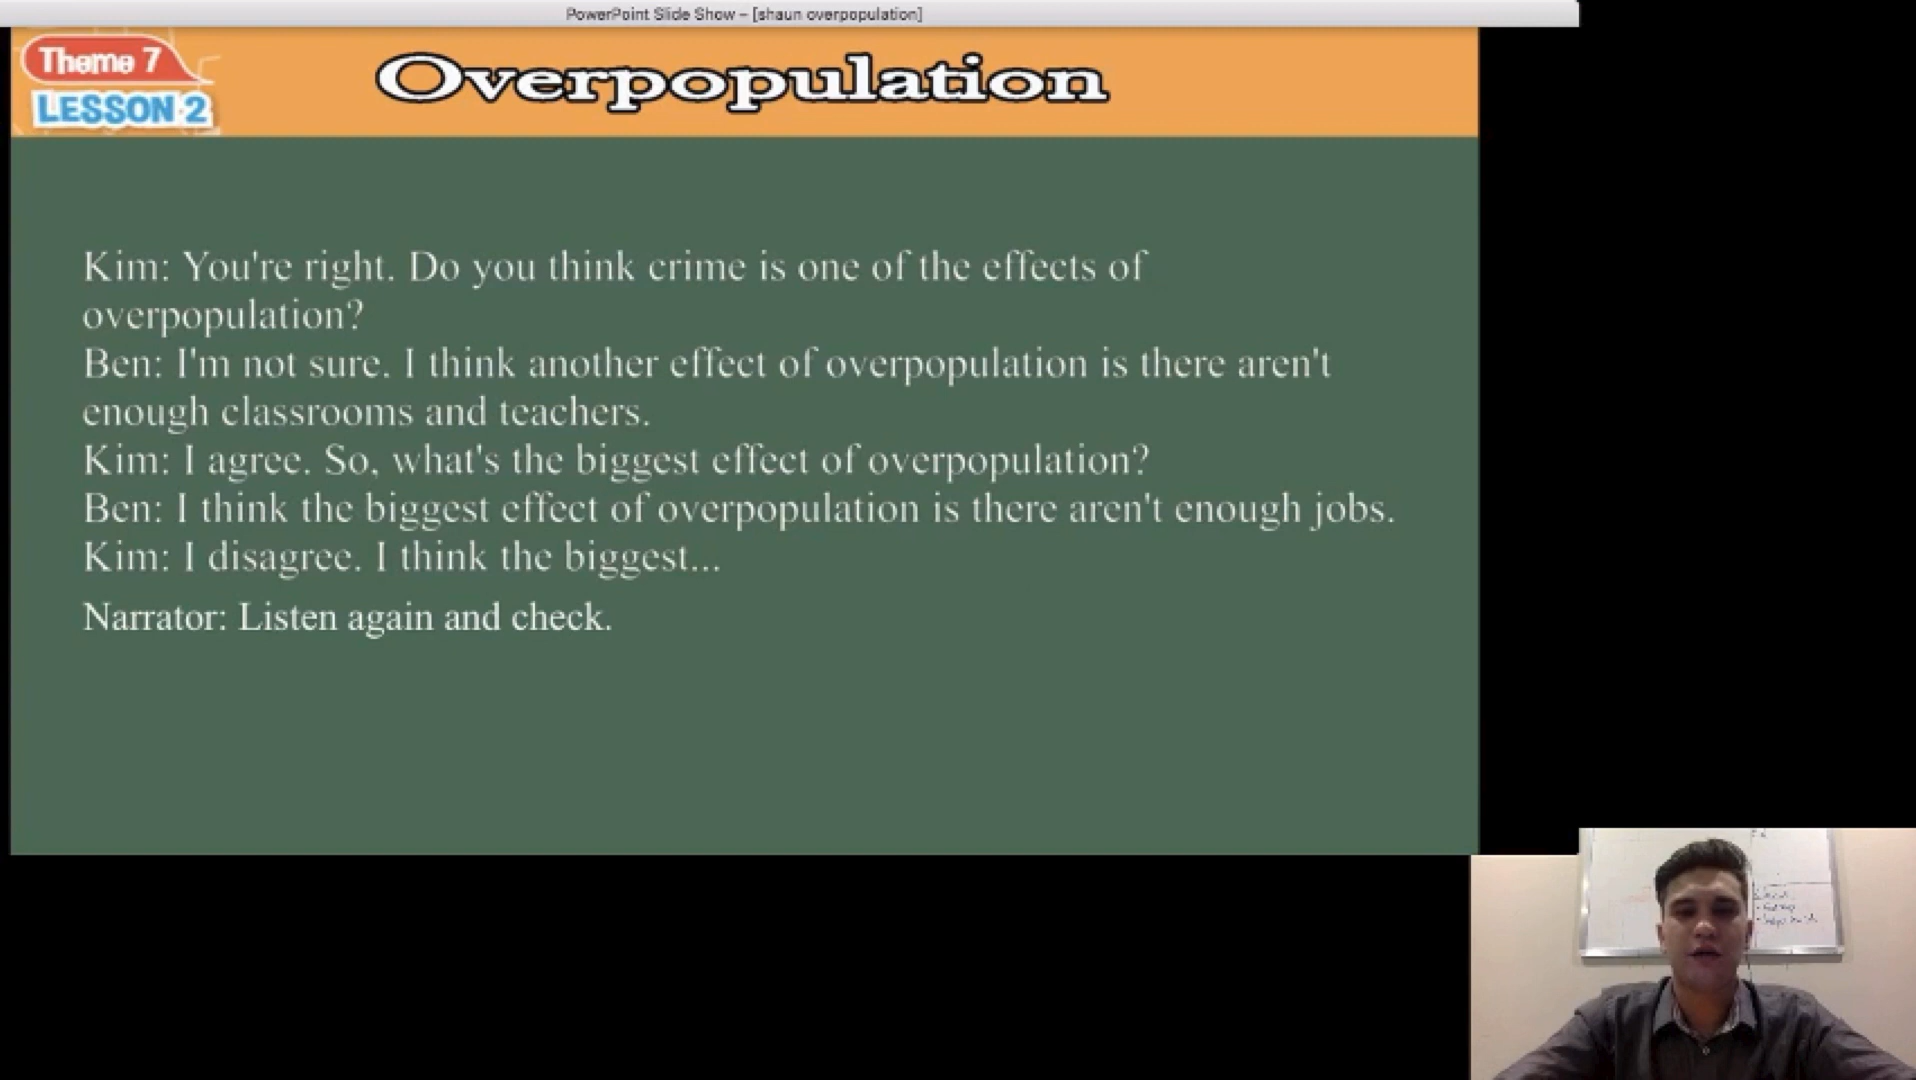 PowerPoint Slide Show – [shaun overpopulation]
Theme 7
LESSON 2
Overpopulation
Kim: You're right. Do you think crime is one of the effects of
overpopulation?
Ben: I'm not sure. I think another effect of overpopulation is there aren't
enough classrooms and teachers.
Kim: I agree. So, what's the biggest effect of overpopulation?
Ben: I think the biggest effect of overpopulation is there aren't enough jobs.
Kim: I disagree. I think the biggest...
Narrator: Listen again and check.